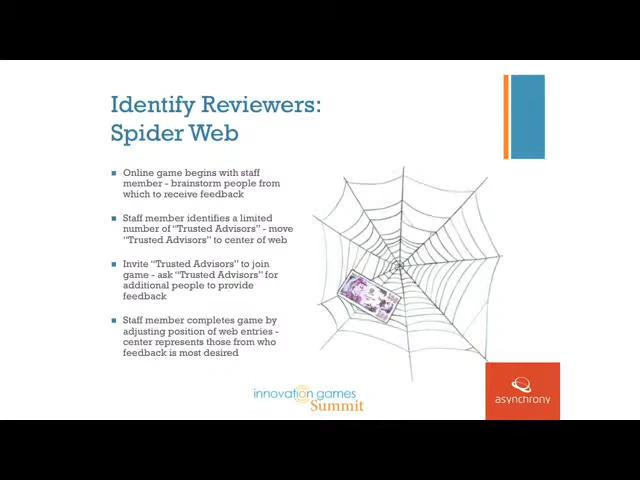 Identify Reviewers:
Spider Web
Online game begins with staff
member - brainstorm people from
which to receive feedback
Staff member identifies a limited
number of “Trusted Advisors” - move
“Trusted Advisors” to center of web
Invite “Trusted Advisors” to join
game - ask “Trusted Advisors” for
additional people to provide
feedback
Staff member completes game by
adjusting position of web entries -
center represents those from who
feedback is most desired
innovation games
Summit
asynchrony